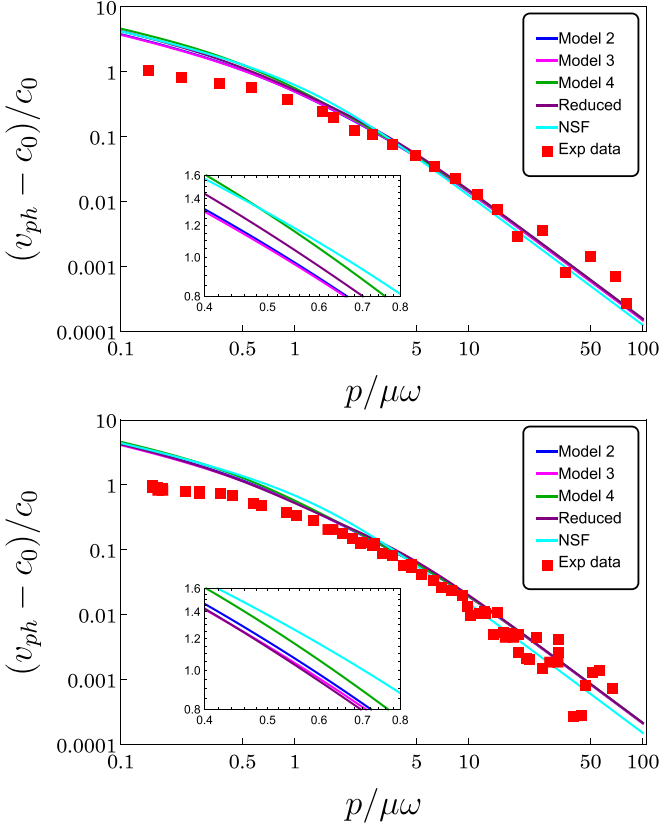 10
1
0.1
0.01
0.001
0.0001
(v_ph − c_0)/c_0
Model 2
Model 3
Model 4
Reduced
NSF
Exp data
1.6
1.4
1.2
1.0
0.8
0.4 0.5 0.6 0.7 0.8
0.1 0.5 1 5 10 50 100
p/μω
10
1
0.1
0.01
0.001
0.0001
(v_ph − c_0)/c_0
Model 2
Model 3
Model 4
Reduced
NSF
Exp data
1.6
1.4
1.2
1.0
0.8
0.4 0.5 0.6 0.7 0.8
0.1 0.5 1 5 10 50 100
p/μω